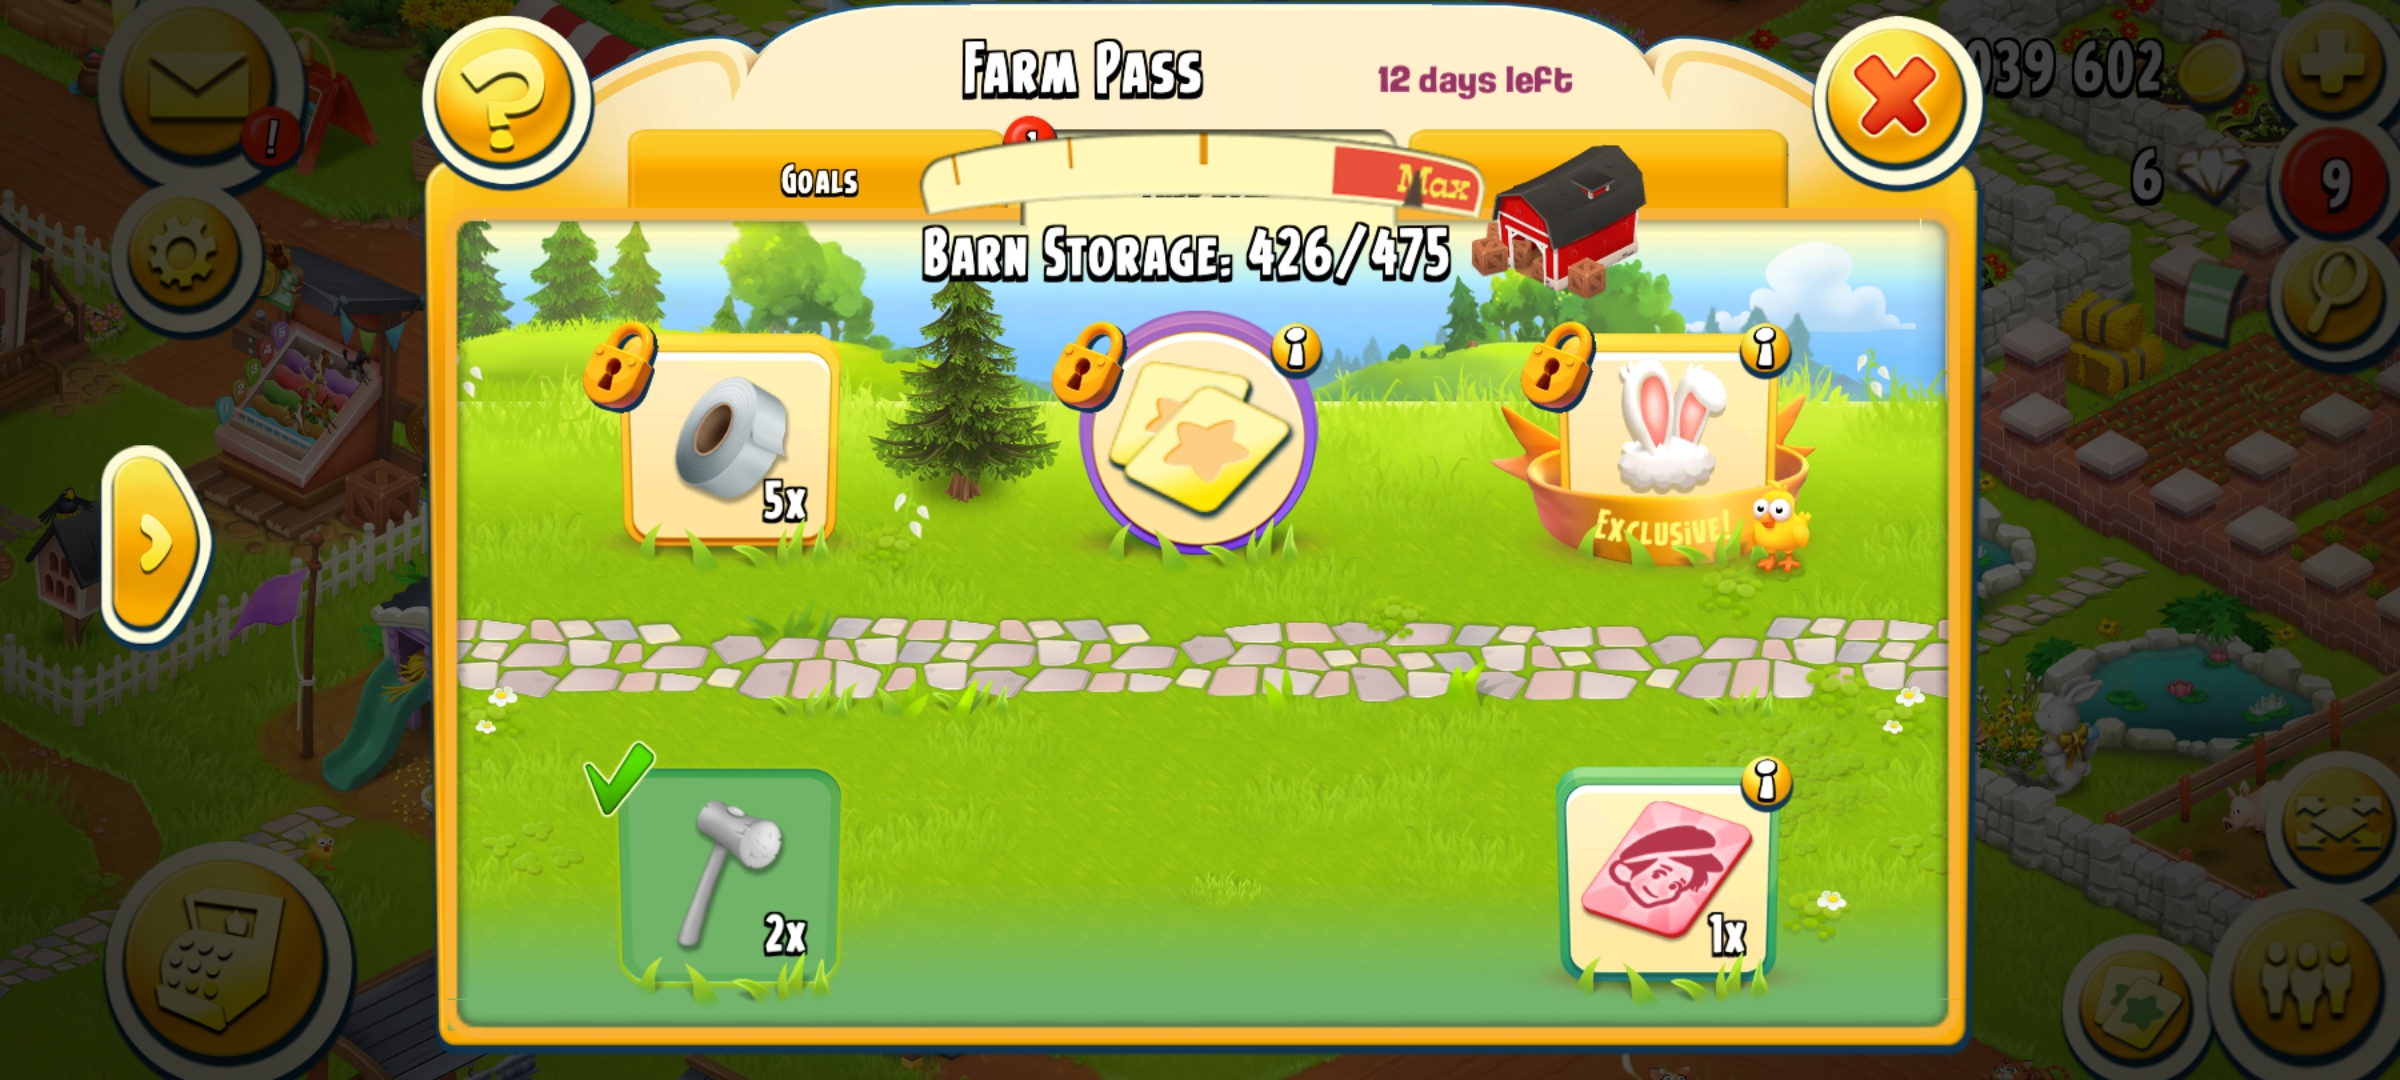 FARM PASS
12 days left
039 602
!
GOALS
Max
6
9
BARN STORAGE: 426/475
5x
EXCLUSIVE!
2x
1x